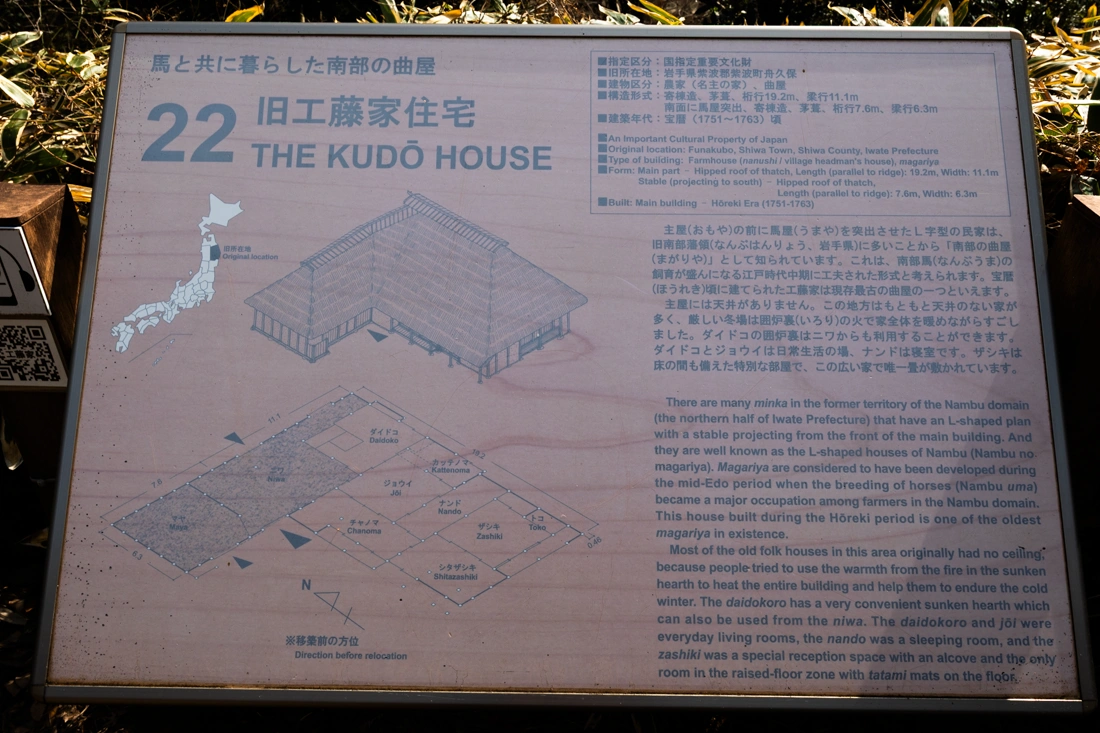 馬と共に暮らした南部の曲屋
22 旧工藤家住宅
THE KUDŌ HOUSE
■指定区分：国指定重要文化財
■旧所在地：岩手県紫波郡紫波町舟久保
■建物区分：農家（名主の家）、曲屋
■構造形式：寄棟造、茅葺、桁行19.2m、梁行11.1m
南面に馬屋突出、寄棟造、茅葺、桁行7.6m、梁行6.3m
■建築年代：宝暦（1751〜1763）頃
■An Important Cultural Property of Japan
■Original location: Funakubo, Shiwa Town, Shiwa County, Iwate Prefecture
■Type of building: Farmhouse (nanushi / village headman's house), magariya
■Form: Main part － Hipped roof of thatch, Length (parallel to ridge): 19.2m, Width: 11.1m
Stable (projecting to south) － Hipped roof of thatch,
Length (parallel to ridge): 7.6m, Width: 6.3m
■Built: Main building － Hōreki Era (1751-1763)
旧所在地
Original location
主屋(おもや)の前に馬屋(うまや)を突出させたL字型の民家は、
旧南部藩領(なんぶはんりょう、岩手県)に多いことから「南部の曲屋
(まがりや)」として知られています。これは、南部馬(なんぶうま)の
飼育が盛んになる江戸時代中期に工夫された形式と考えられます。宝暦
(ほうれき)頃に建てられた工藤家は現存最古の曲屋の一つといえます。
主屋には天井がありません。この地方はもともと天井のない家が
多く、厳しい冬場は囲炉裏(いろり)の火で家全体を暖めながらすごし
ました。ダイドコの囲炉裏はニワからも利用することができます。
ダイドコとジョウイは日常生活の場、ナンドは寝室です。ザシキは
床の間も備えた特別な部屋で、この広い家で唯一畳が敷かれています。
There are many minka in the former territory of the Nambu domain
(the northern half of Iwate Prefecture) that have an L-shaped plan
with a stable projecting from the front of the main building. And
they are well known as the L-shaped houses of Nambu (Nambu no
magariya). Magariya are considered to have been developed during
the mid-Edo period when the breeding of horses (Nambu uma)
became a major occupation among farmers in the Nambu domain.
This house built during the Hōreki period is one of the oldest
magariya in existence.
Most of the old folk houses in this area originally had no ceiling,
because people tried to use the warmth from the fire in the sunken
hearth to heat the entire building and help them to endure the cold
winter. The daidokoro has a very convenient sunken hearth which
can also be used from the niwa. The daidokoro and jōi were
everyday living rooms, the nando was a sleeping room, and the
zashiki was a special reception space with an alcove and the only
room in the raised-floor zone with tatami mats on the floor.
11.1
ダイドコ
Daidoko
19.2
カッテノマ
Kattenoma
7.6
ニワ
Niwa
ジョウイ
Jōi
ナンド
Nando
マヤ
Maya
チャノマ
Chanoma
ザシキ
Zashiki
トコ
Toko
0.46
6.3
シタザシキ
Shitazashiki
N
※移築前の方位
Direction before relocation